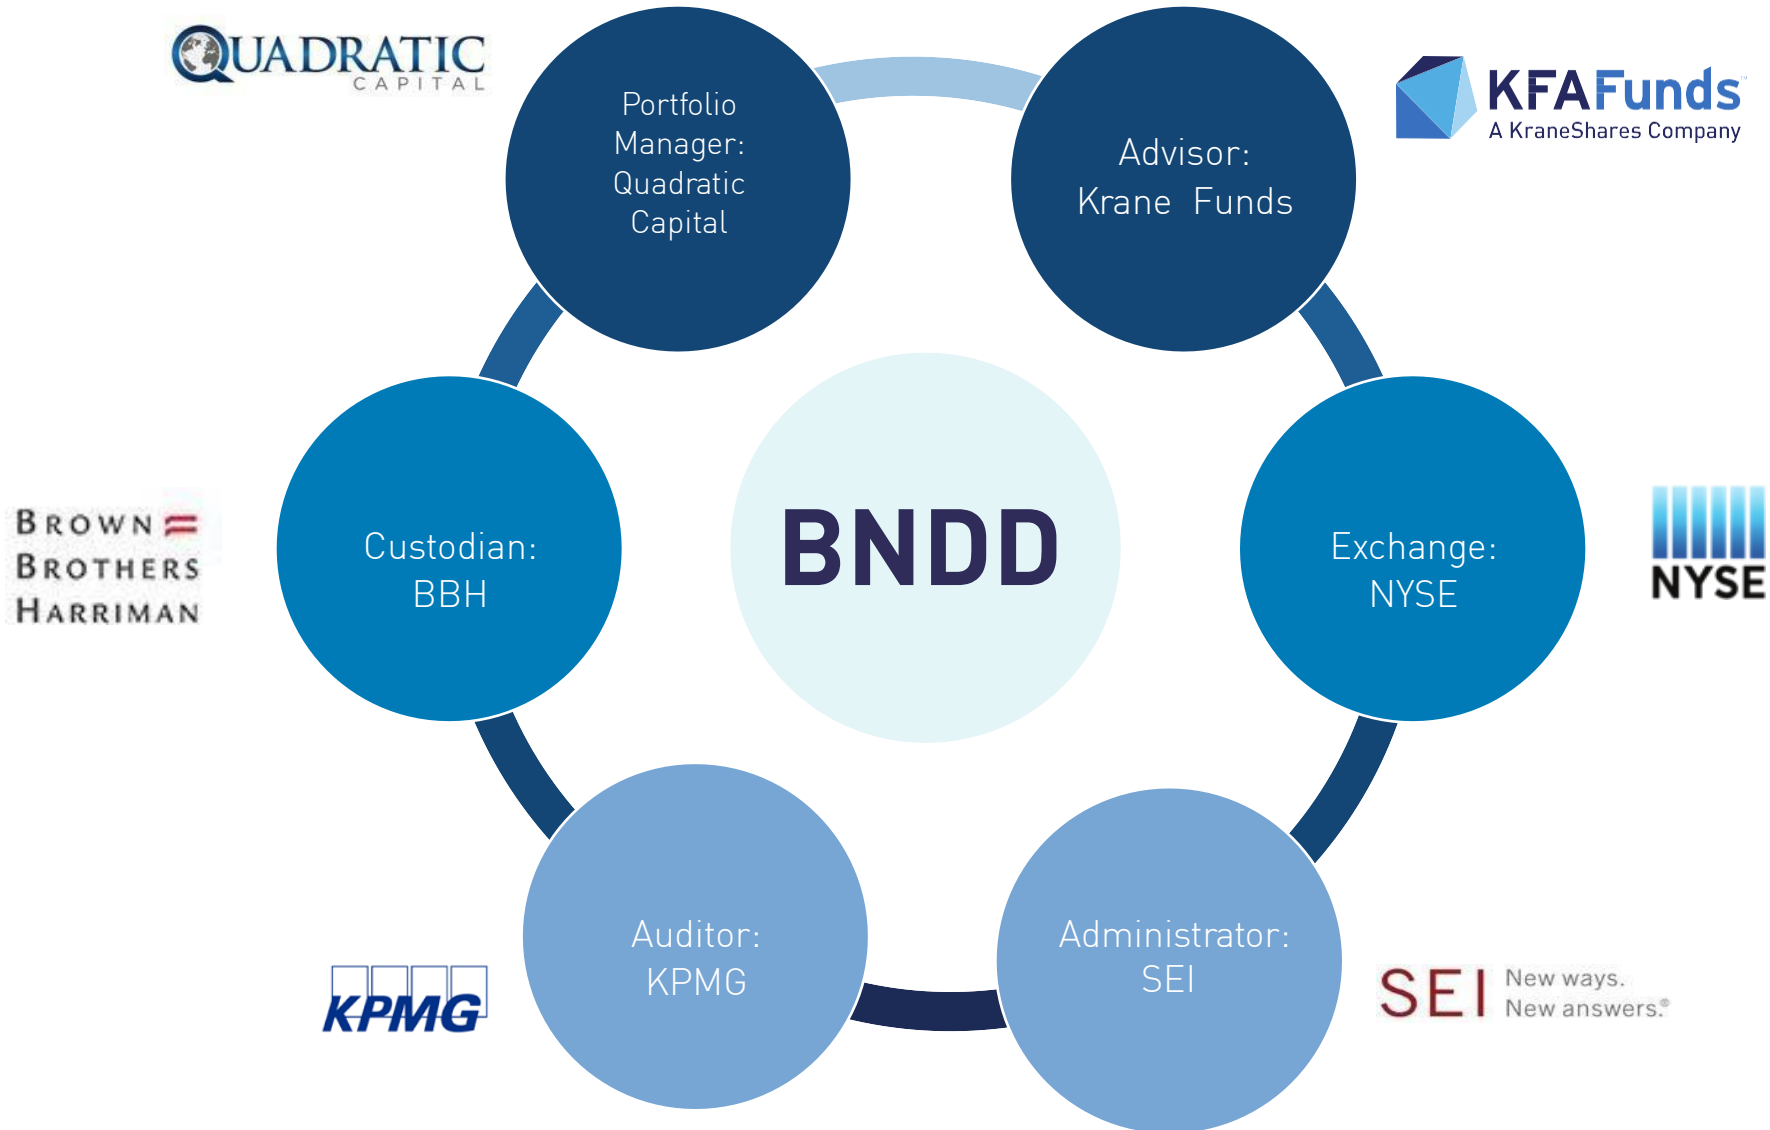 QUADRATIC
CAPITAL
Portfolio
Manager:
Quadratic
Capital
Advisor:
Krane Funds
KFAFunds™
A KraneShares Company
BROWN
BROTHERS
HARRIMAN
Custodian:
BBH
BNDD
Exchange:
NYSE
NYSE
KPMG
Auditor:
KPMG
Administrator:
SEI
SEI
New ways.
New answers.®